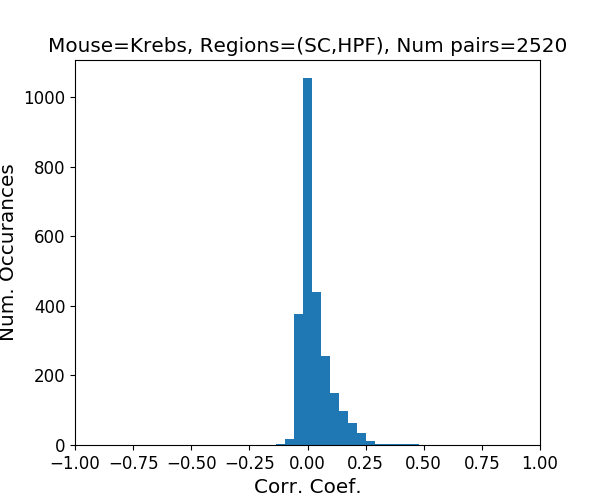 Mouse=Krebs, Regions=(SC,HPF), Num pairs=2520
Num. Occurances
1000
800
600
400
200
0
−1.00 −0.75 −0.50 −0.25 0.00 0.25 0.50 0.75 1.00
Corr. Coef.